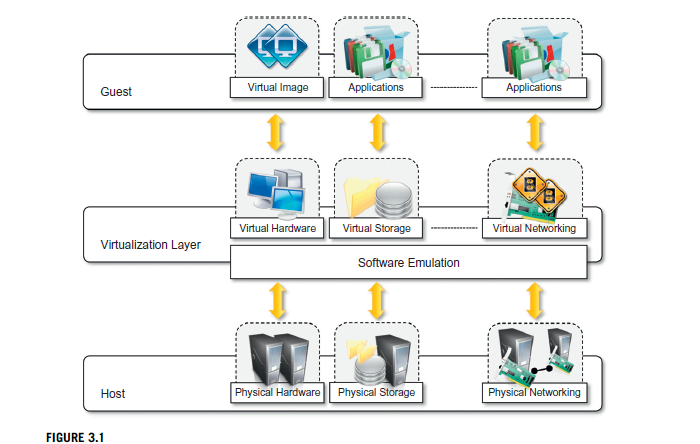 Virtual Image
Applications
Applications
Guest
Virtual Hardware
Virtual Storage
Virtual Networking
Virtualization Layer
Software Emulation
Physical Hardware
Physical Storage
Physical Networking
Host
FIGURE 3.1